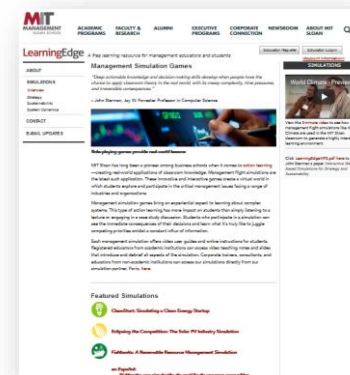 MIT
MANAGEMENT
ACADEMIC
PROGRAMS
FACULTY &
RESEARCH
ALUMNI
EXECUTIVE
PROGRAMS
CORPORATE
CONNECTION
NEWSROOM
ABOUT MIT
SLOAN
LearningEdge
A free learning resource for management educators and students
Educator Register
Educator Login
ABOUT
SIMULATIONS
Overview
Strategy
Sustainability
System Dynamics
CONTACT
E-MAIL UPDATES
Management Simulation Games
"Deep actionable knowledge and decision-making skills develop when people have the
chance to apply classroom theory in the real world, with its messy complexity, time pressures,
and irreversible consequences."
– John Sterman, Jay W. Forrester Professor in Computer Science
Role-playing games provide real-world lessons.
MIT Sloan has long been a pioneer among business schools when it comes to action learning
—creating real-world applications of classroom knowledge. Management flight simulations are
the latest such application. These innovative and interactive games create a virtual world in
which students explore and participate in the critical management issues facing a range of
industries and organizations.
Management simulation games bring an experiential aspect to learning about complex
systems. This type of action learning has more impact on students than simply listening to a
lecture or engaging in a case study discussion. Students who participate in a simulation can
see the immediate consequences of their decisions and learn what it's truly like to juggle
competing priorities amidst a constant influx of information.
Each management simulation offers video user guides and online instructions for students.
Registered educators from academic institutions can access video teaching notes and slides
that introduce and debrief all aspects of the simulation. Corporate trainers, consultants, and
educators from non-academic institutions can access our simulations directly from our
simulation partner, Forio, here.
Featured Simulations
CleanStart: Simulating a Clean Energy Startup
Eclipsing the Competition: The Solar PV Industry Simulation
Fishbanks: A Renewable Resource Management Simulation
en Español:
SIMULATIONS
World Climate - Preview